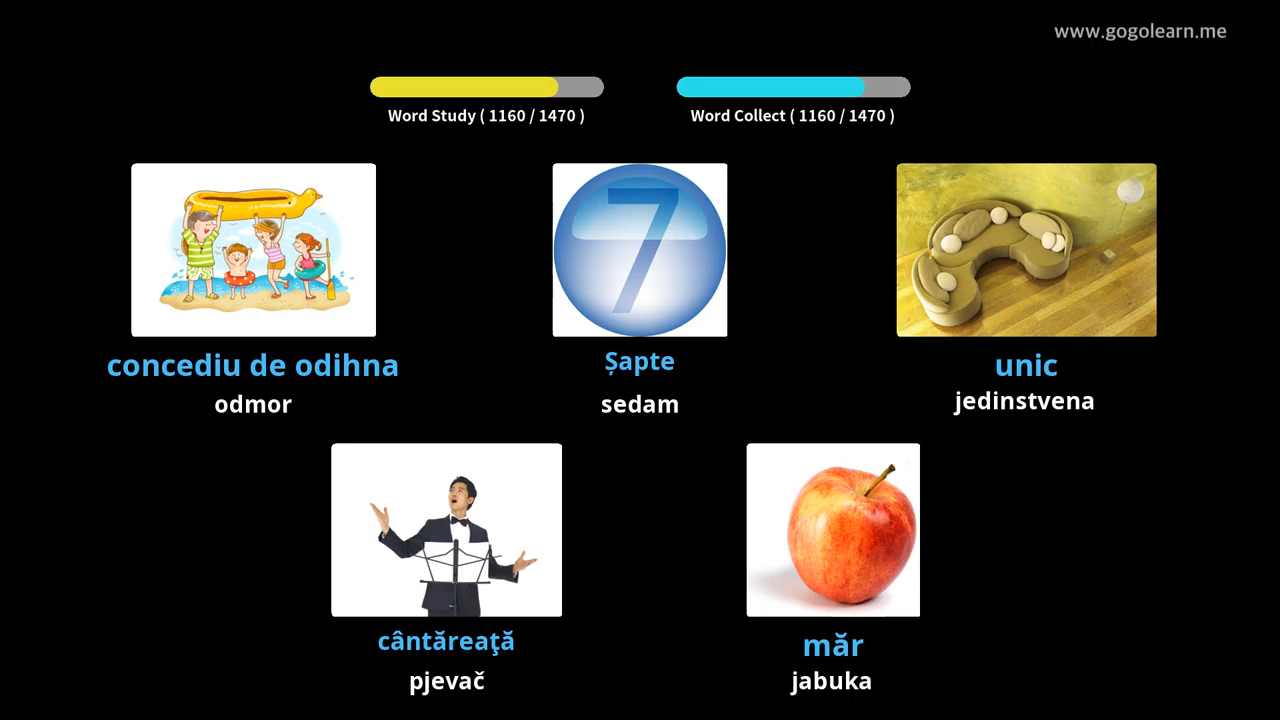 www.gogolearn.me
Word Study ( 1160 / 1470 )
Word Collect ( 1160 / 1470 )
concediu de odihna
odmor
7
Șapte
sedam
unic
jedinstvena
cântăreaţă
pjevač
măr
jabuka